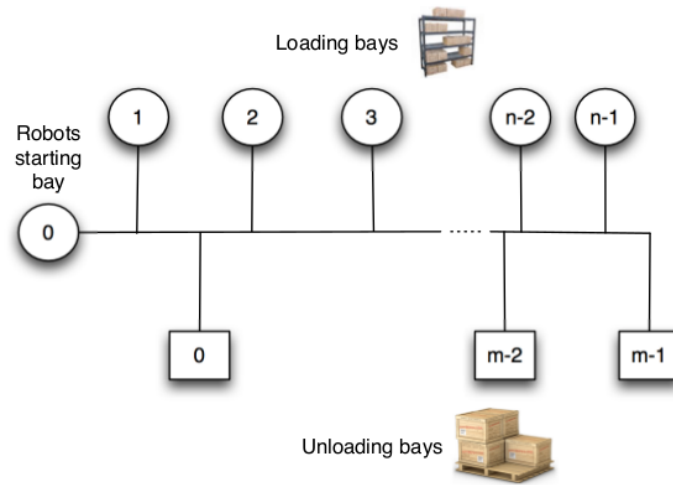 Loading bays
1
2
3
n-2
n-1
Robots
starting
bay
0
0
m-2
m-1
Unloading bays